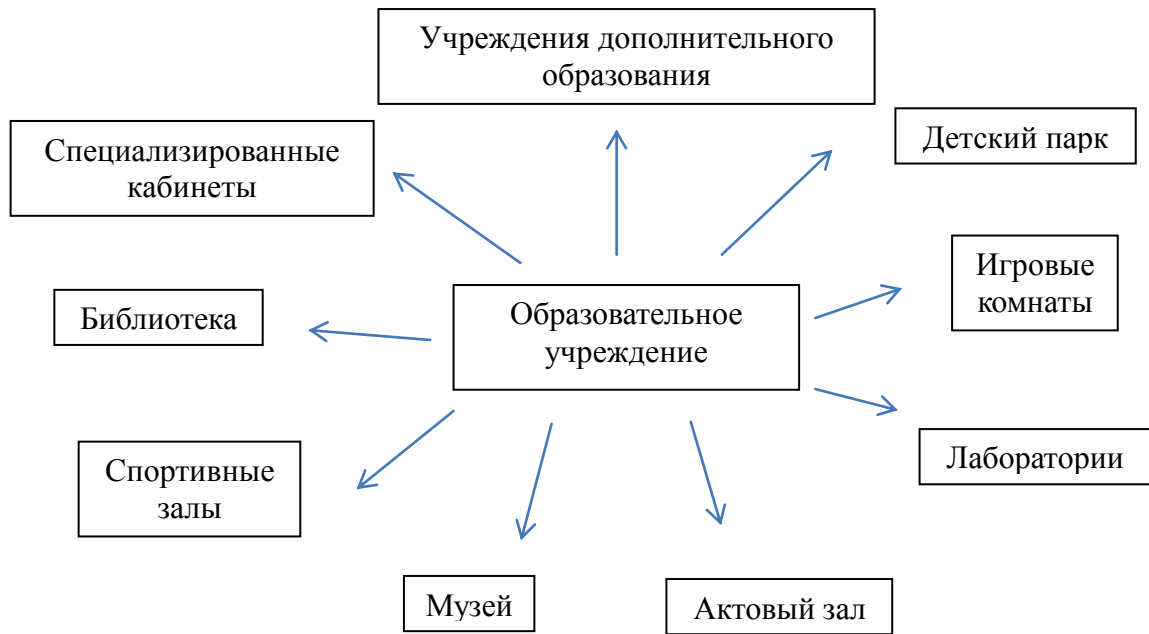 Учреждения дополнительного
образования
Детский парк
Специализированные
кабинеты
Игровые
комнаты
Библиотека
Образовательное
учреждение
Спортивные
залы
Лаборатории
Музей
Актовый зал